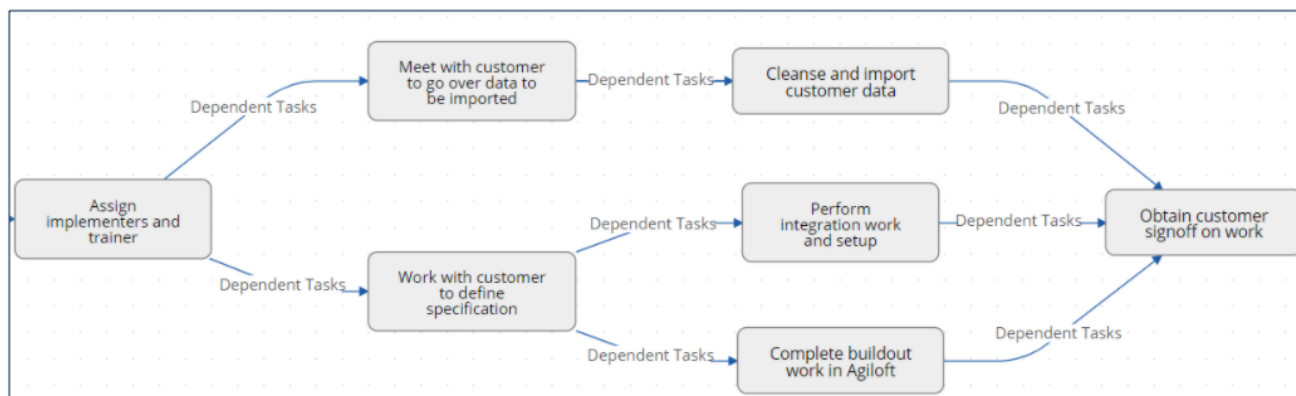 Meet with customer
to go over data to
be imported
Dependent Tasks
Cleanse and import
customer data
Dependent Tasks
Dependent Tasks
Assign
implementers and
trainer
Dependent Tasks
Work with customer
to define
specification
Dependent Tasks
Perform
integration work
and setup
Dependent Tasks
Obtain customer
signoff on work
Dependent Tasks
Complete buildout
work in Agiloft
Dependent Tasks